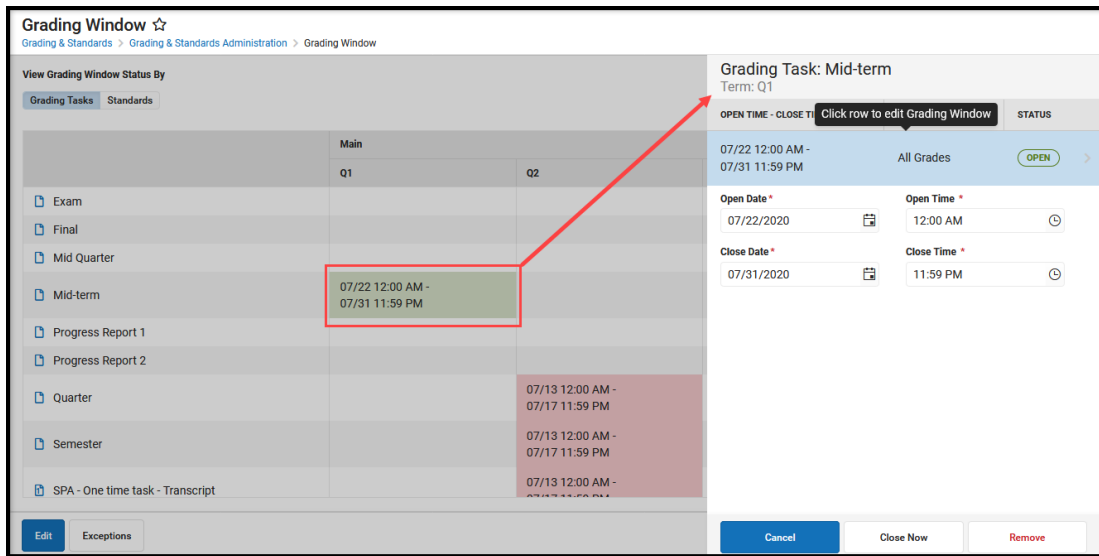 Grading Window
Grading & Standards > Grading & Standards Administration > Grading Window
View Grading Window Status By
Grading Tasks Standards
Main
Q1 Q2
Exam
Final
Mid Quarter
Mid-term
07/22 12:00 AM -
07/31 11:59 PM
Progress Report 1
Progress Report 2
Quarter
07/13 12:00 AM -
07/17 11:59 PM
Semester
07/13 12:00 AM -
07/17 11:59 PM
SPA - One time task - Transcript
07/13 12:00 AM -
07/17 11:59 PM
Edit Exceptions
Grading Task: Mid-term
Term: Q1
OPEN TIME - CLOSE TI
Click row to edit Grading Window
STATUS
07/22 12:00 AM -
07/31 11:59 PM
All Grades
OPEN
Open Date * Open Time *
07/22/2020 12:00 AM
Close Date * Close Time *
07/31/2020 11:59 PM
Cancel Close Now Remove